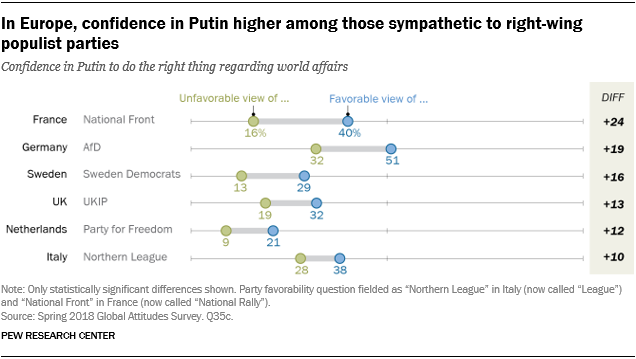 In Europe, confidence in Putin higher among those sympathetic to right-wing
populist parties
Confidence in Putin to do the right thing regarding world affairs
Unfavorable view of ... Favorable view of ... DIFF
France National Front 16% 40% +24
Germany AfD 32 51 +19
Sweden Sweden Democrats 13 29 +16
UK UKIP 19 32 +13
Netherlands Party for Freedom 9 21 +12
Italy Northern League 28 38 +10
Note: Only statistically significant differences shown. Party favorability question fielded as “Northern League” in Italy (now called “League”)
and “National Front” in France (now called “National Rally”).
Source: Spring 2018 Global Attitudes Survey. Q35c.
PEW RESEARCH CENTER